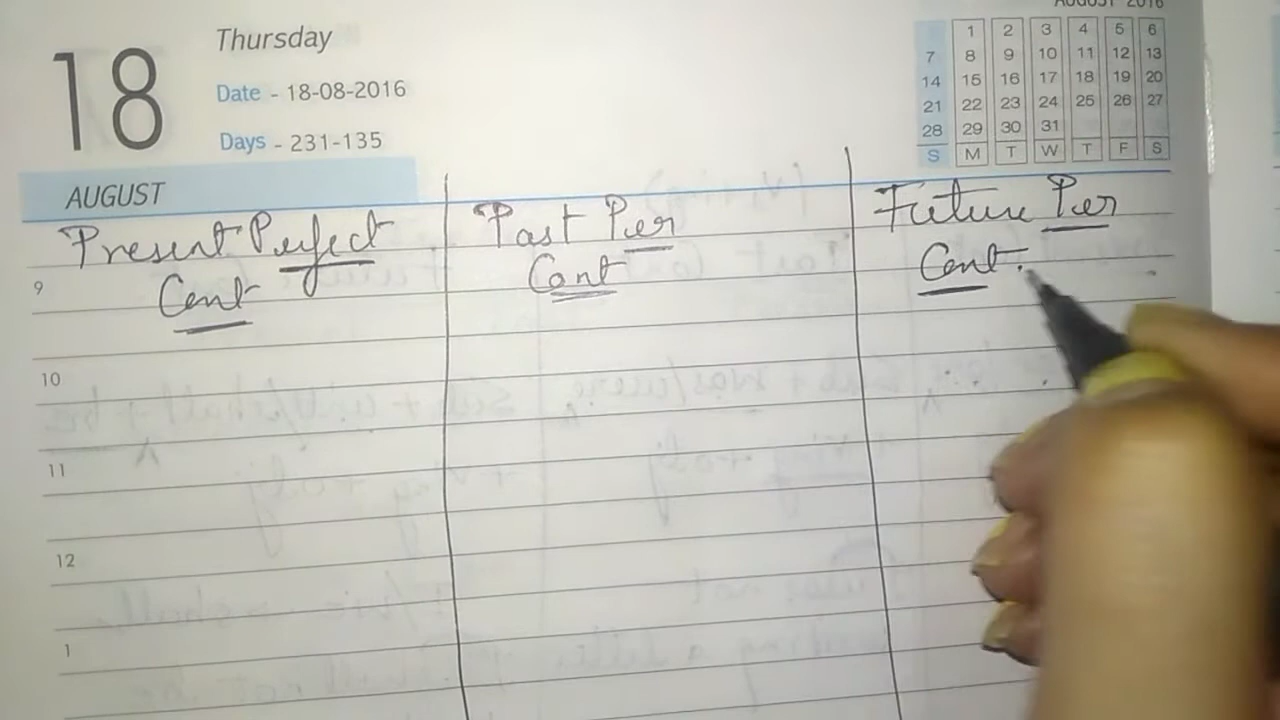 AUGUST 2016
18
Thursday
Date - 18-08-2016
Days - 231-135
AUGUST
1 2 3 4 5 6
7 8 9 10 11 12 13
14 15 16 17 18 19 20
21 22 23 24 25 26 27
28 29 30 31
S M T W T F S
Present Perfect
Cont
Past Per
Cont
Future Per
Cont.
9
10
11
12
1